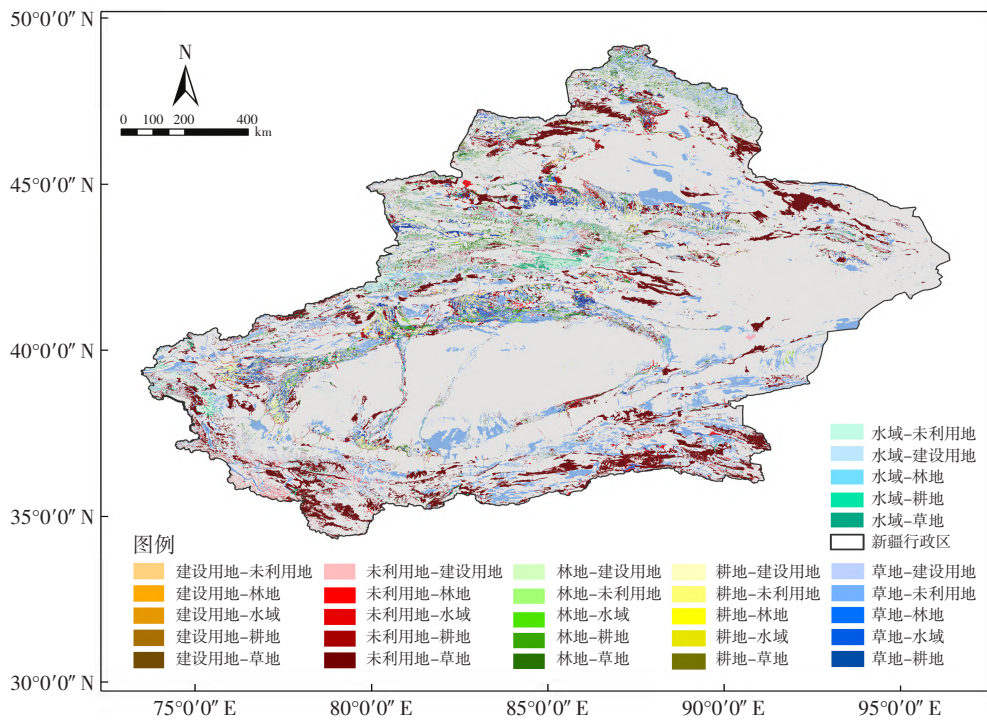 50°0′0″ N
N
0 100 200 400
km
45°0′0″ N
40°0′0″ N
35°0′0″ N
30°0′0″ N
水域-未利用地
水域-建设用地
水域-林地
水域-耕地
水域-草地
新疆行政区
图例
建设用地-未利用地 未利用地-建设用地 林地-建设用地 耕地-建设用地 草地-建设用地
建设用地-林地 未利用地-林地 林地-未利用地 耕地-未利用地 草地-未利用地
建设用地-水域 未利用地-水域 林地-水域 耕地-林地 草地-林地
建设用地-耕地 未利用地-耕地 林地-耕地 耕地-水域 草地-水域
建设用地-草地 未利用地-草地 林地-草地 耕地-草地 草地-耕地
75°0′0″ E 80°0′0″ E 85°0′0″ E 90°0′0″ E 95°0′0″ E